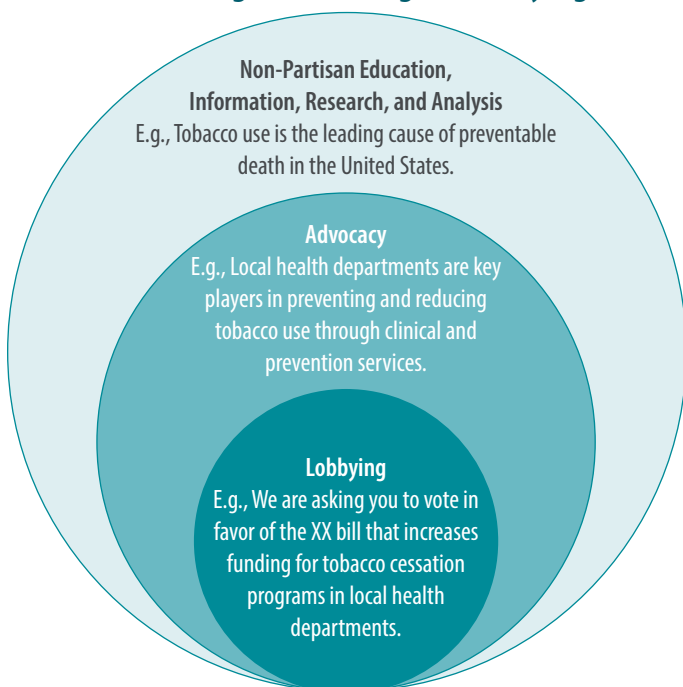 Non-Partisan Education,
Information, Research, and Analysis
E.g., Tobacco use is the leading cause of preventable
death in the United States.
Advocacy
E.g., Local health departments are key
players in preventing and reducing
tobacco use through clinical and
prevention services.
Lobbying
E.g., We are asking you to vote in
favor of the XX bill that increases
funding for tobacco cessation
programs in local health
departments.